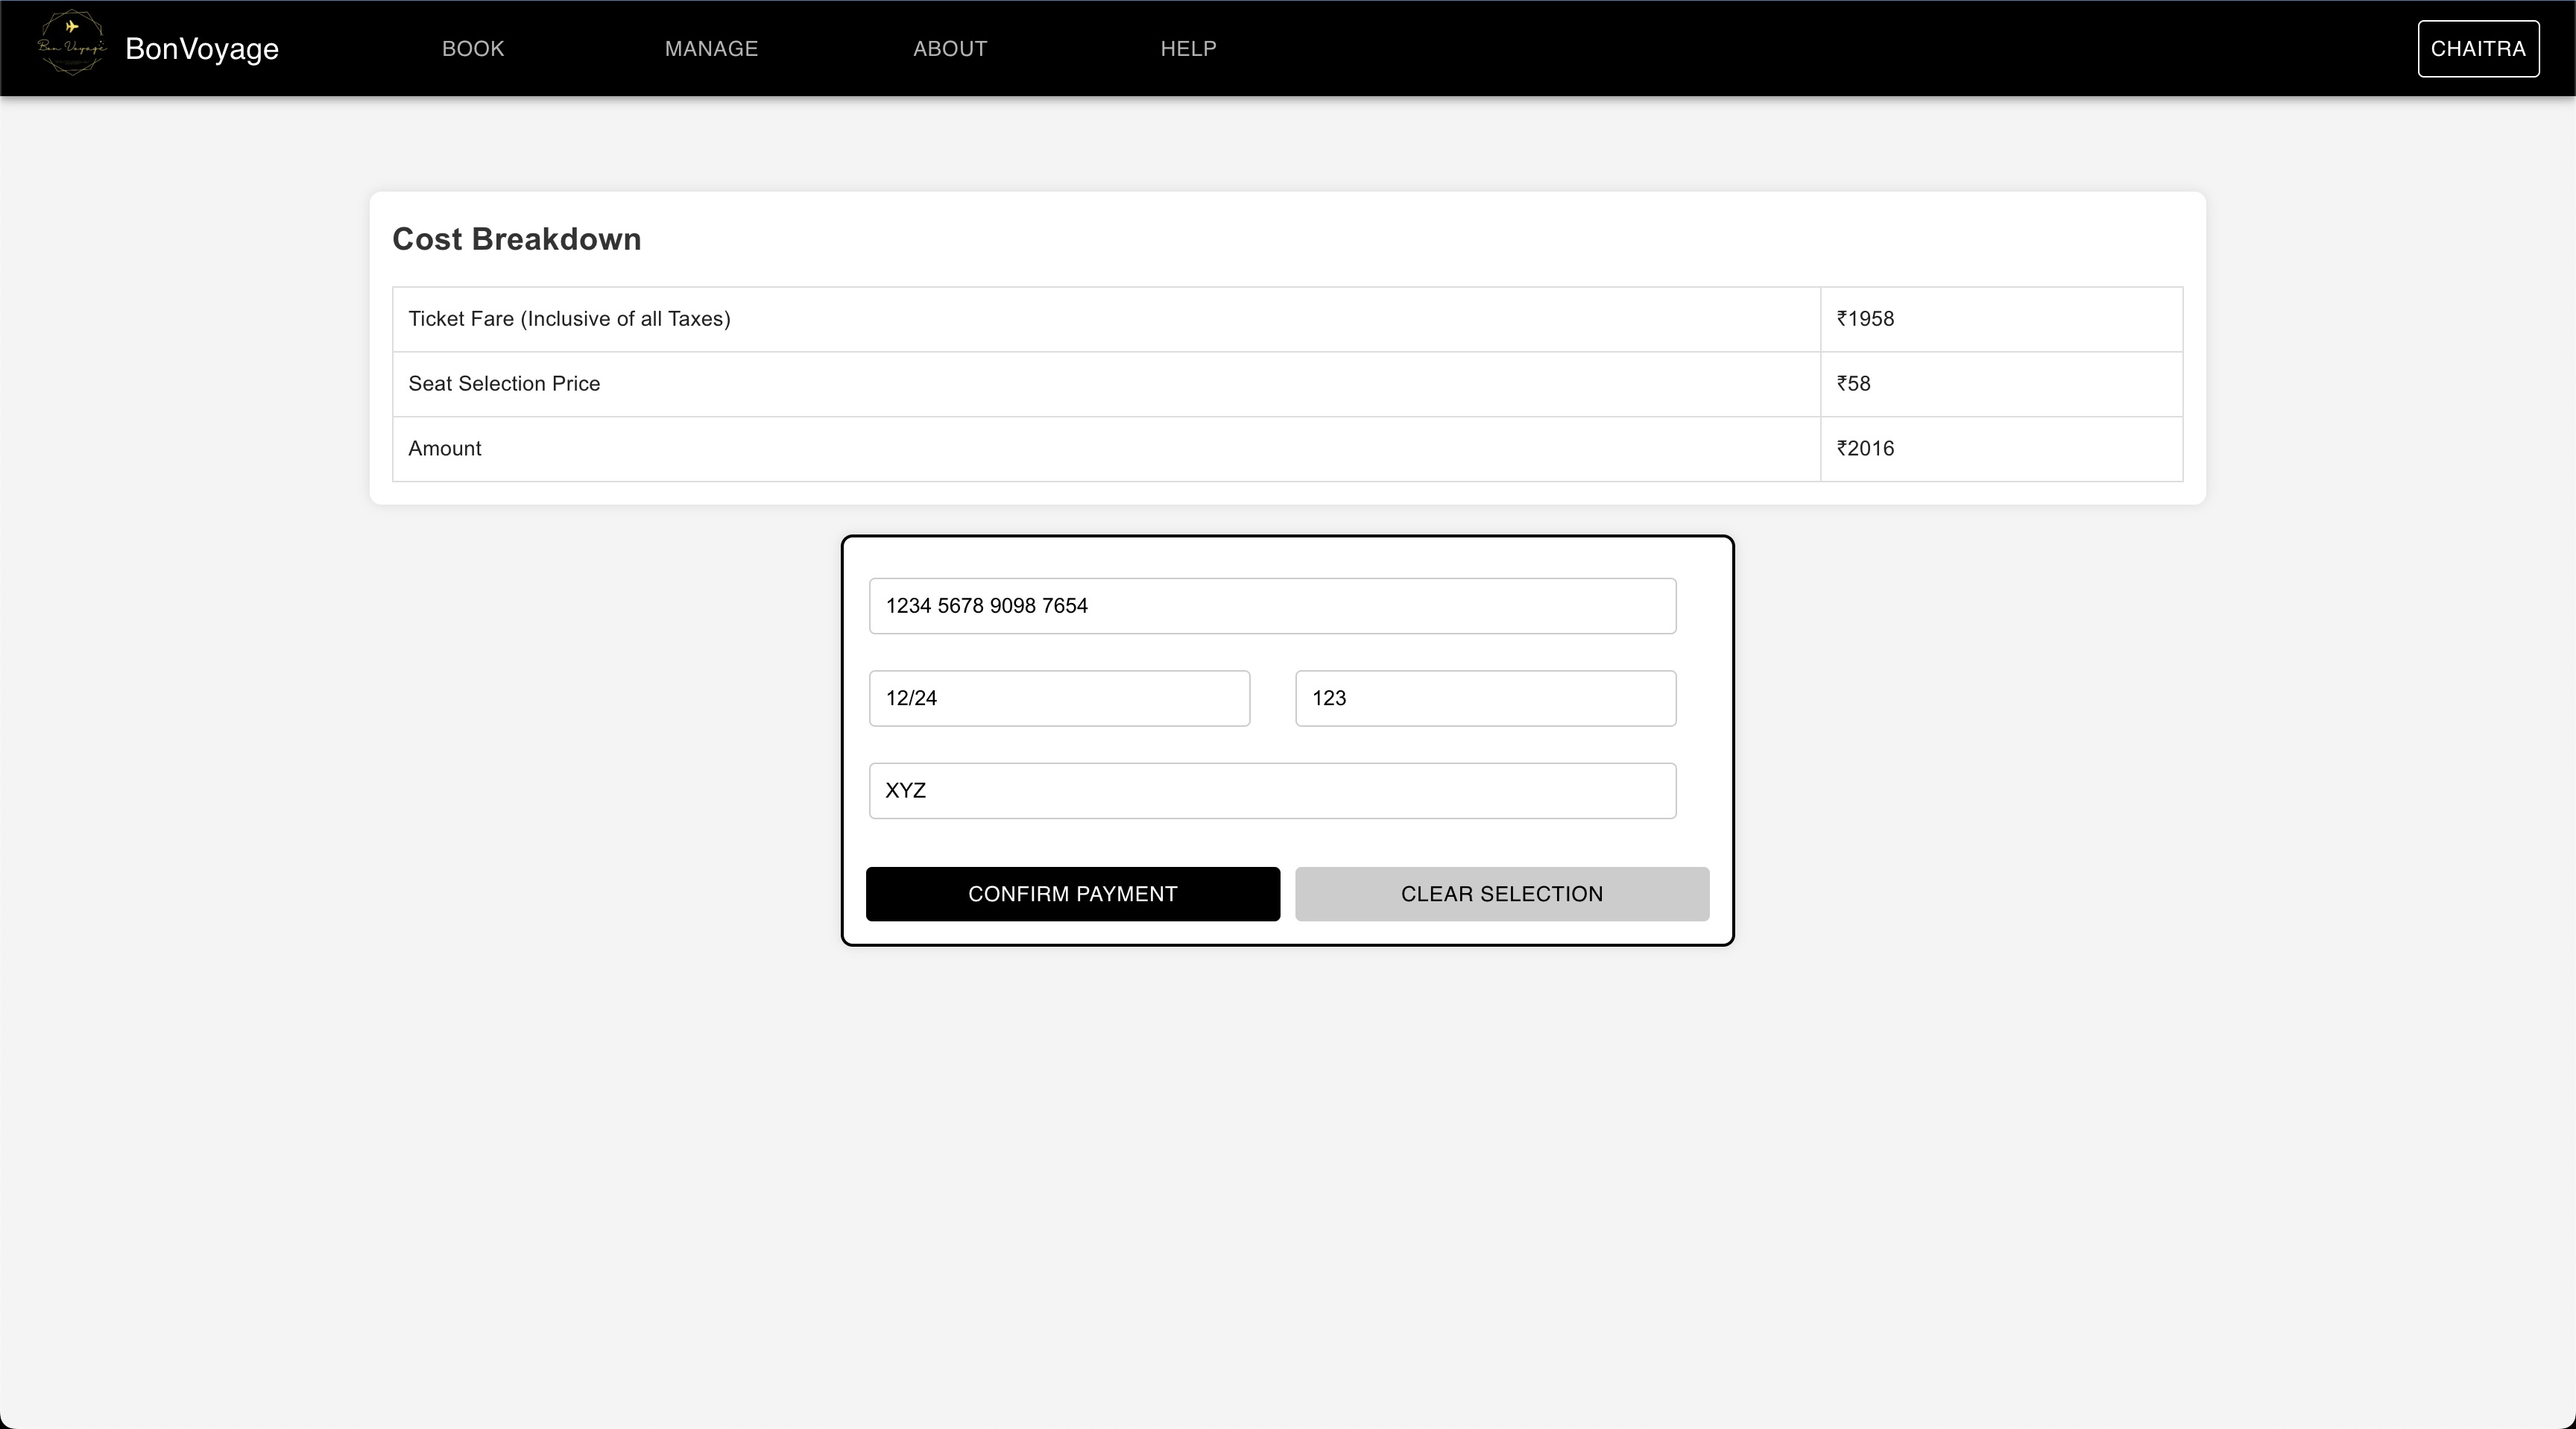 Bon Voyage
BonVoyage BOOK MANAGE ABOUT HELP CHAITRA
Cost Breakdown
Ticket Fare (Inclusive of all Taxes) ₹1958
Seat Selection Price ₹58
Amount ₹2016
1234 5678 9098 7654
12/24 123
XYZ
CONFIRM PAYMENT CLEAR SELECTION